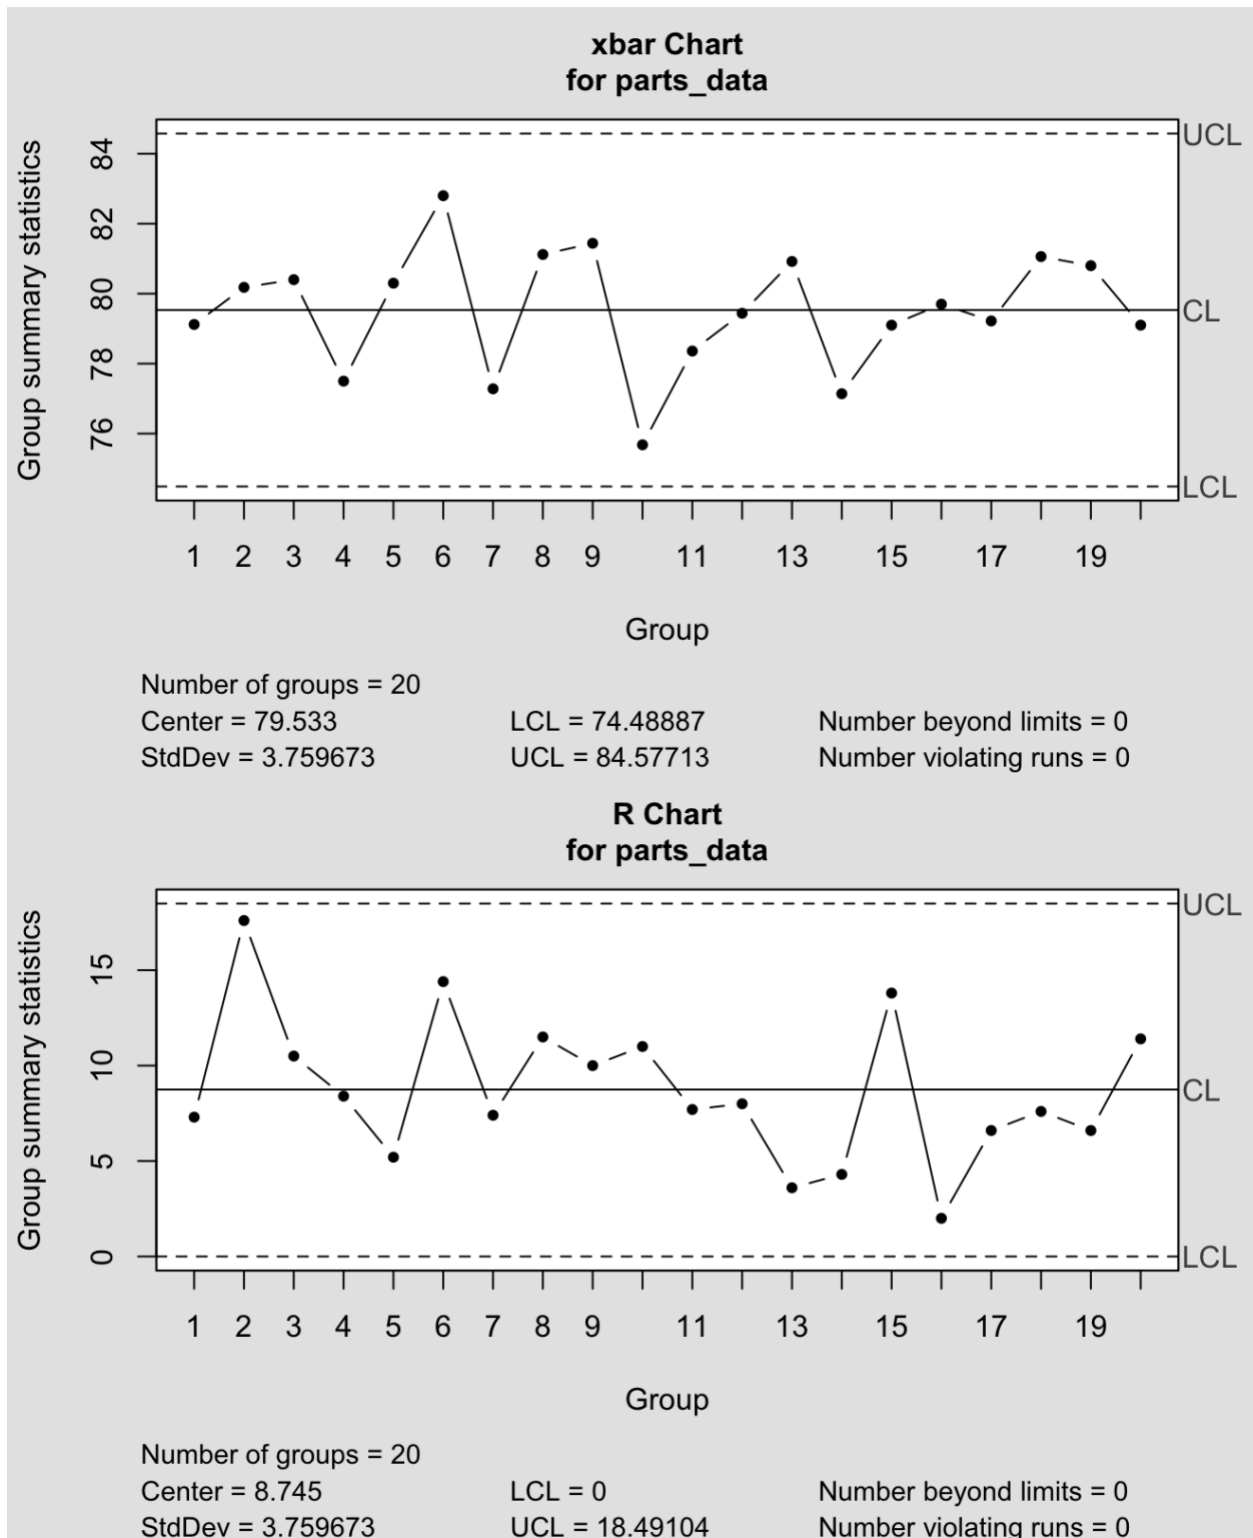 xbar Chart
for parts_data
Group summary statistics
84
82
80
78
76
UCL
CL
LCL
1 2 3 4 5 6 7 8 9 11 13 15 17 19
Group
Number of groups = 20
Center = 79.533 LCL = 74.48887 Number beyond limits = 0
StdDev = 3.759673 UCL = 84.57713 Number violating runs = 0
R Chart
for parts_data
Group summary statistics
15
10
5
0
UCL
CL
LCL
1 2 3 4 5 6 7 8 9 11 13 15 17 19
Group
Number of groups = 20
Center = 8.745 LCL = 0 Number beyond limits = 0
StdDev = 3.759673 UCL = 18.49104 Number violating runs = 0